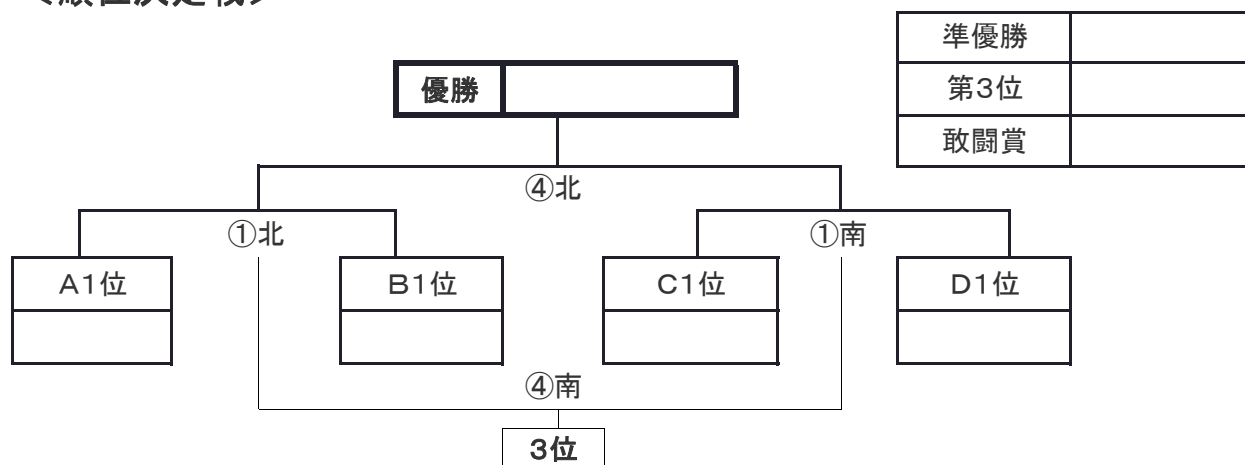 <順位決定戦>
準優勝
優勝
第3位
敢闘賞
④北
①北
①南
A1位
B1位
C1位
D1位
④南
3位